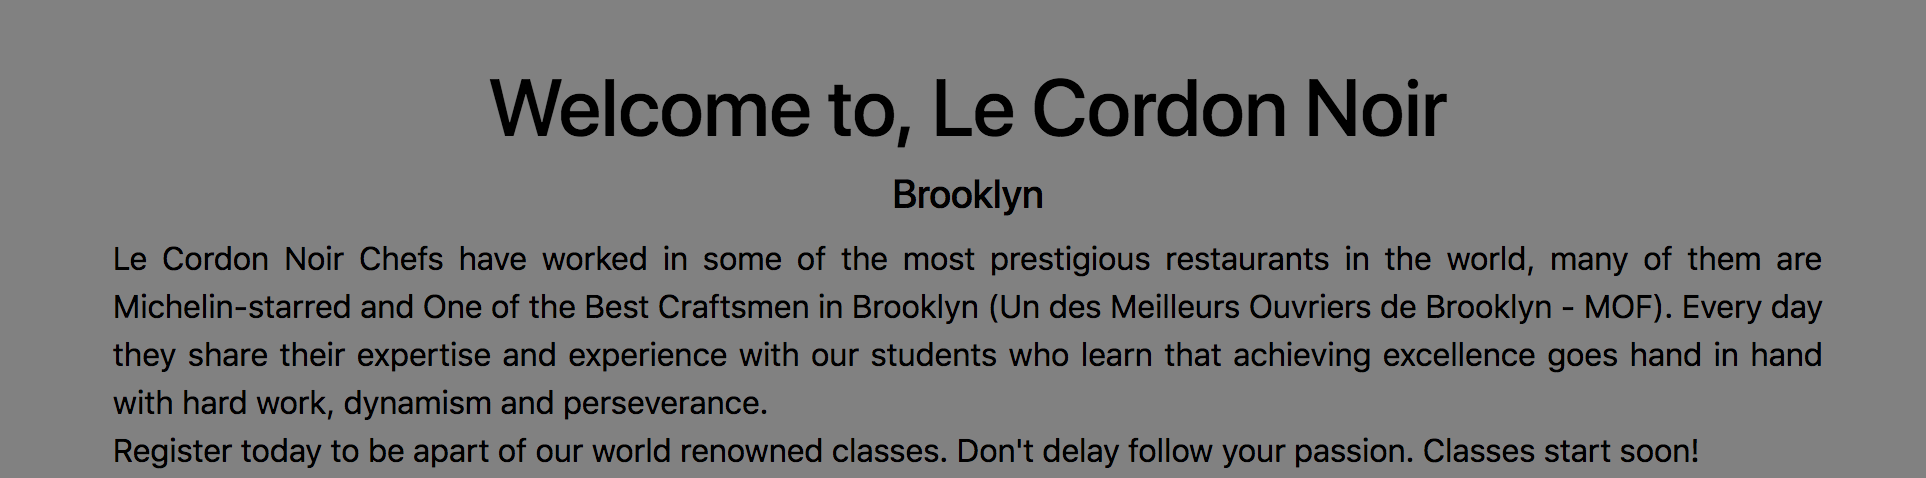 Welcome to, Le Cordon Noir
Brooklyn
Le Cordon Noir Chefs have worked in some of the most prestigious restaurants in the world, many of them are
Michelin-starred and One of the Best Craftsmen in Brooklyn (Un des Meilleurs Ouvriers de Brooklyn - MOF). Every day
they share their expertise and experience with our students who learn that achieving excellence goes hand in hand
with hard work, dynamism and perseverance.
Register today to be apart of our world renowned classes. Don't delay follow your passion. Classes start soon!